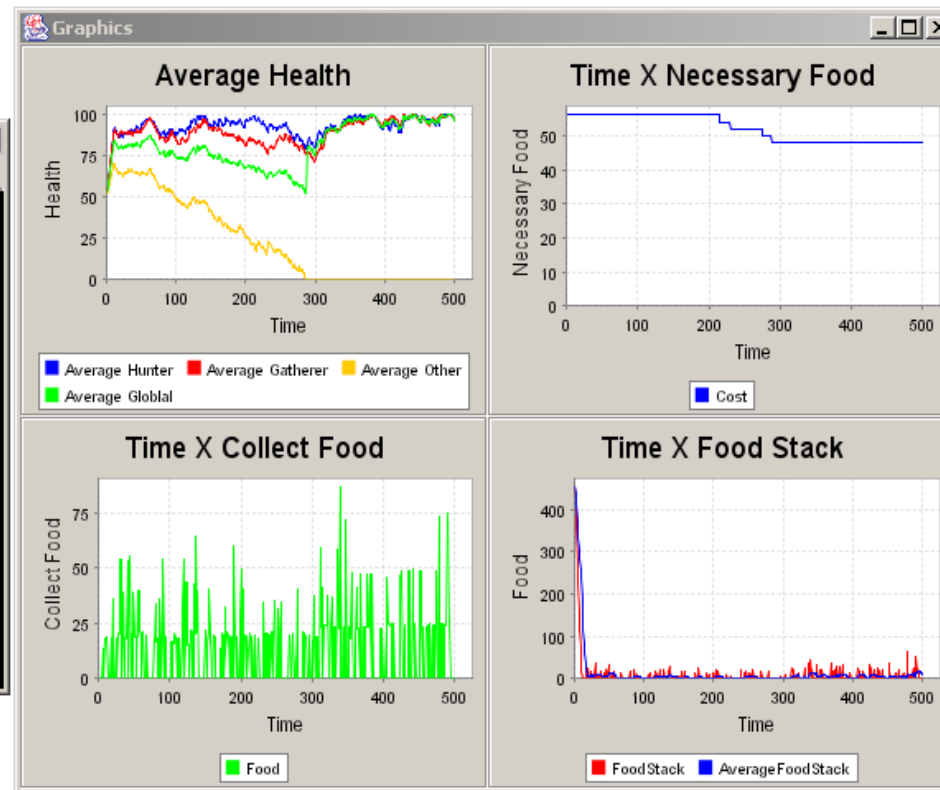 Graphics
Average Health
Health
100
75
50
25
0
0 100 200 300 400 500
Time
Average Hunter Average Gatherer Average Other
Average Globlal
Time X Necessary Food
Necessary Food
50
40
30
20
10
0
0 100 200 300 400 500
Time
Cost
Time X Collect Food
Collect Food
75
50
25
0
0 100 200 300 400 500
Time
Food
Time X Food Stack
Food
400
300
200
100
0
0 100 200 300 400 500
Time
FoodStack AverageFoodStack